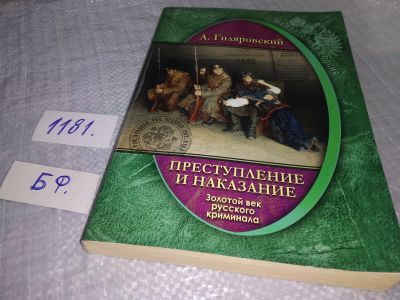 А. Гиляровский
1181.
БФ.
ПРЕСТУПЛЕНИЕ
И НАКАЗАНИЕ
Золотой век
русского
криминала